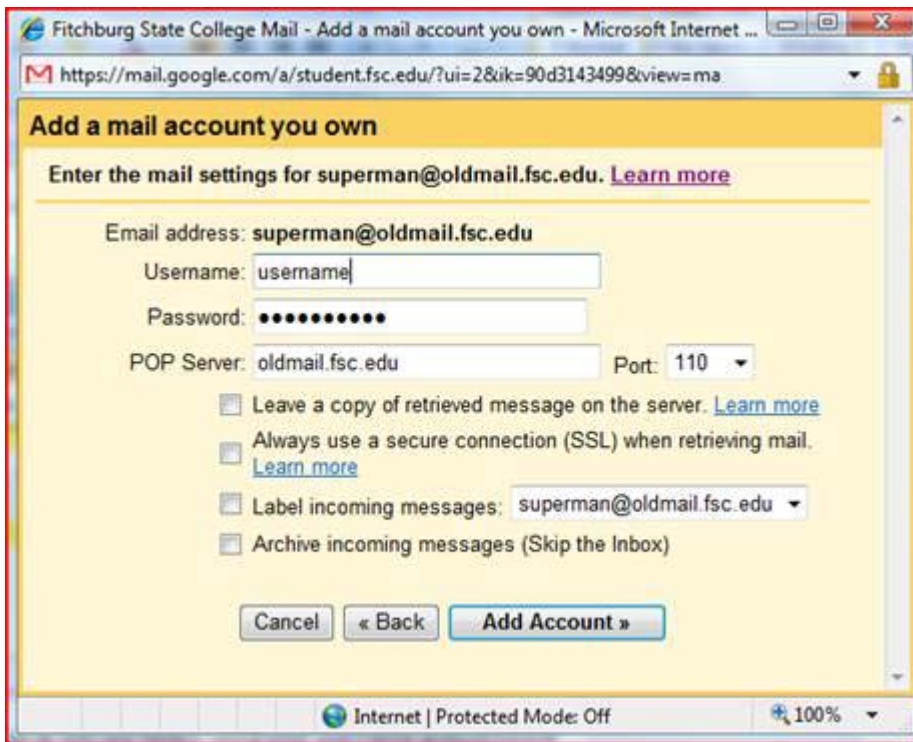 Fitchburg State College Mail - Add a mail account you own - Microsoft Internet ...
https://mail.google.com/a/student.fsc.edu/?ui=2&ik=90d3143499&view=ma
Add a mail account you own
Enter the mail settings for superman@oldmail.fsc.edu. Learn more
Email address: superman@oldmail.fsc.edu
Username: username
Password: ••••••••••
POP Server: oldmail.fsc.edu Port: 110
Leave a copy of retrieved message on the server. Learn more
Always use a secure connection (SSL) when retrieving mail.
Learn more
Label incoming messages: superman@oldmail.fsc.edu
Archive incoming messages (Skip the Inbox)
Cancel « Back Add Account »
Internet | Protected Mode: Off 100%